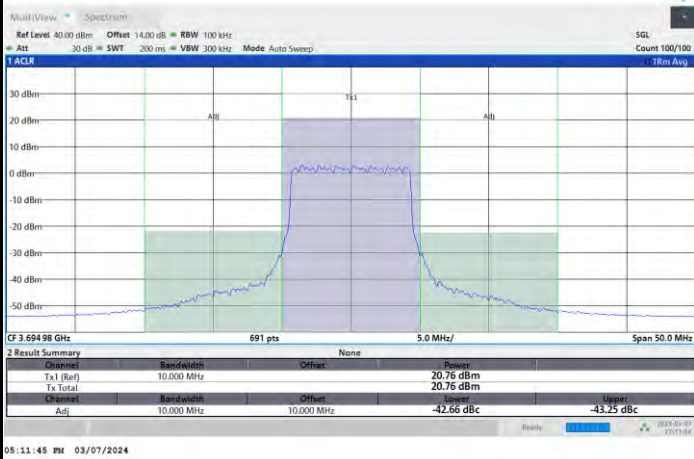 MultiView Spectrum
Ref Level 40.00 dBm Offset 14.00 dB RBW 100 kHz SGL
Att 30 dB SWT 200 ms VBW 300 kHz Mode Auto Sweep Count 100/100
1 ACLR 1Rm Avg
30 dBm
Tx1
20 dBm Adj Adj
10 dBm
0 dBm
-10 dBm
-20 dBm
-30 dBm
-40 dBm
-50 dBm
CF 3.694 98 GHz 691 pts 5.0 MHz/ Span 50.0 MHz
2 Result Summary None
Channel Bandwidth Offset Power
Tx1 (Ref) 10.000 MHz 20.76 dBm
Tx Total 20.76 dBm
Channel Bandwidth Offset Lower Upper
Adj 10.000 MHz 10.000 MHz -42.66 dBc -43.25 dBc
Ready 2024-03-07
05:11:45 PM 03/07/2024